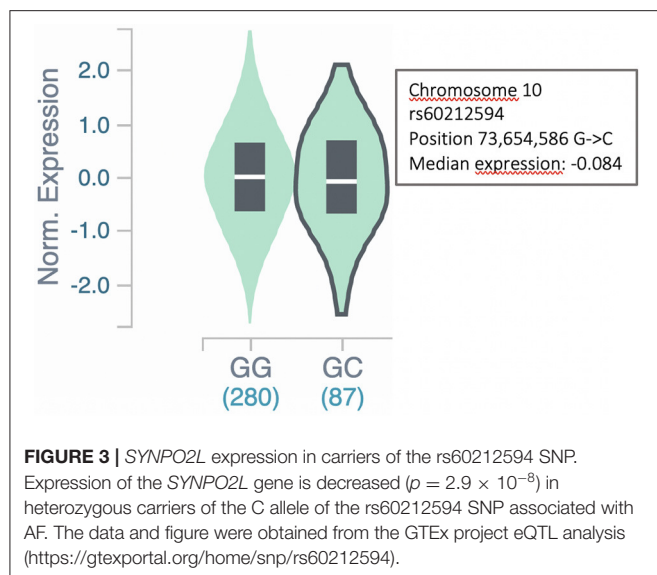 2.0
1.0
0.0
-1.0
-2.0
Norm. Expression
Chromosome 10
rs60212594
Position 73,654,586 G->C
Median expression: -0.084
GG GC
(280) (87)
FIGURE 3 | SYNPO2L expression in carriers of the rs60212594 SNP.
Expression of the SYNPO2L gene is decreased (p = 2.9 × 10⁻⁸) in
heterozygous carriers of the C allele of the rs60212594 SNP associated with
AF. The data and figure were obtained from the GTEx project eQTL analysis
(https://gtexportal.org/home/snp/rs60212594).